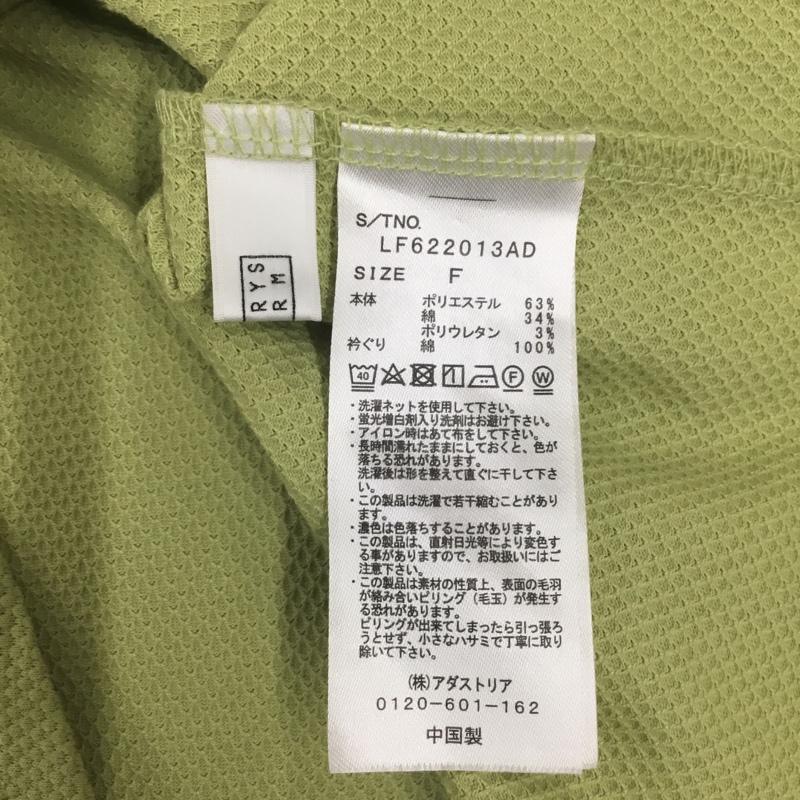 RYS
RM
S/TNO.
LF622013AD
SIZE F
本体 ポリエステル 63%
綿 34%
ポリウレタン 3%
衿ぐり 綿 100%
40 F W
・洗濯ネットを使用して下さい。
・蛍光増白剤入り洗剤はお避け下さい。
・アイロン時はあて布をして下さい。
・長時間濡れたままにしておくと、色が
落ちる恐れがあります。
洗濯後は形を整えて直ぐに干して下さ
い。
・この製品は洗濯で若干縮むことがあり
ます。
・濃色は色落ちすることがあります。
・この製品は、直射日光等により変色す
る事がありますので、お取扱いにはご
注意下さい。
・この製品は素材の性質上、表面の毛羽
が絡み合いピリング（毛玉）が発生す
る恐れがあります。
ピリングが出来てしまったら引っ張ろ
うとせず、小さなハサミで丁寧に取り
除いて下さい。
(株)アダストリア
0120-601-162
中国製